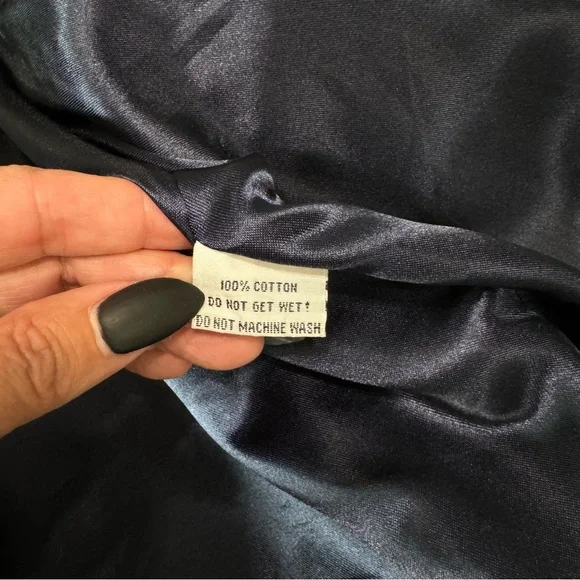 100% COTTON
DO NOT GET WET!
DO NOT MACHINE WASH